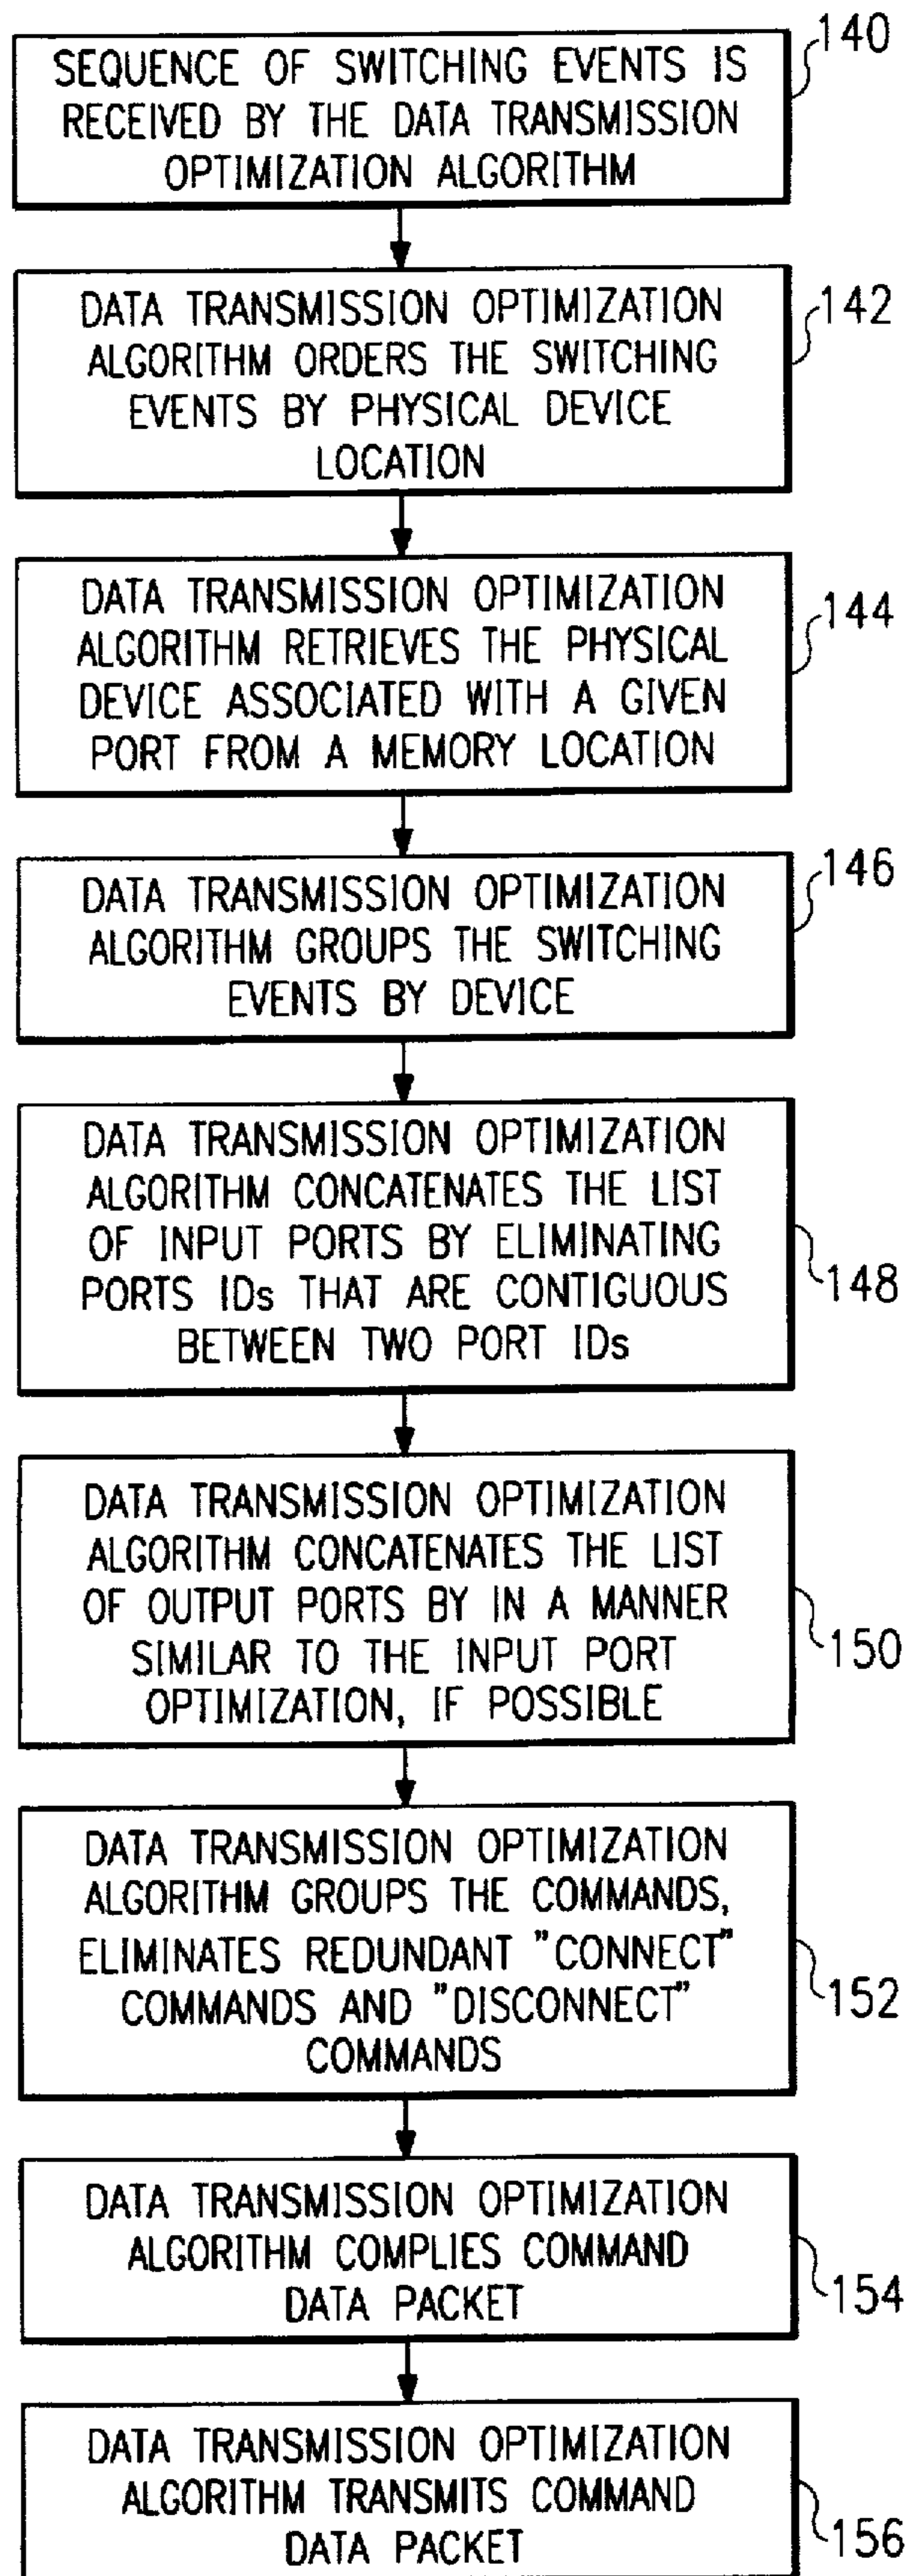 SEQUENCE OF SWITCHING EVENTS IS
RECEIVED BY THE DATA TRANSMISSION
OPTIMIZATION ALGORITHM
140
DATA TRANSMISSION OPTIMIZATION
ALGORITHM ORDERS THE SWITCHING
EVENTS BY PHYSICAL DEVICE
LOCATION
142
DATA TRANSMISSION OPTIMIZATION
ALGORITHM RETRIEVES THE PHYSICAL
DEVICE ASSOCIATED WITH A GIVEN
PORT FROM A MEMORY LOCATION
144
DATA TRANSMISSION OPTIMIZATION
ALGORITHM GROUPS THE SWITCHING
EVENTS BY DEVICE
146
DATA TRANSMISSION OPTIMIZATION
ALGORITHM CONCATENATES THE LIST
OF INPUT PORTS BY ELIMINATING
PORTS IDs THAT ARE CONTIGUOUS
BETWEEN TWO PORT IDs
148
DATA TRANSMISSION OPTIMIZATION
ALGORITHM CONCATENATES THE LIST
OF OUTPUT PORTS BY IN A MANNER
SIMILAR TO THE INPUT PORT
OPTIMIZATION, IF POSSIBLE
150
DATA TRANSMISSION OPTIMIZATION
ALGORITHM GROUPS THE COMMANDS,
ELIMINATES REDUNDANT "CONNECT"
COMMANDS AND "DISCONNECT"
COMMANDS
152
DATA TRANSMISSION OPTIMIZATION
ALGORITHM COMPLIES COMMAND
DATA PACKET
154
DATA TRANSMISSION OPTIMIZATION
ALGORITHM TRANSMITS COMMAND
DATA PACKET
156